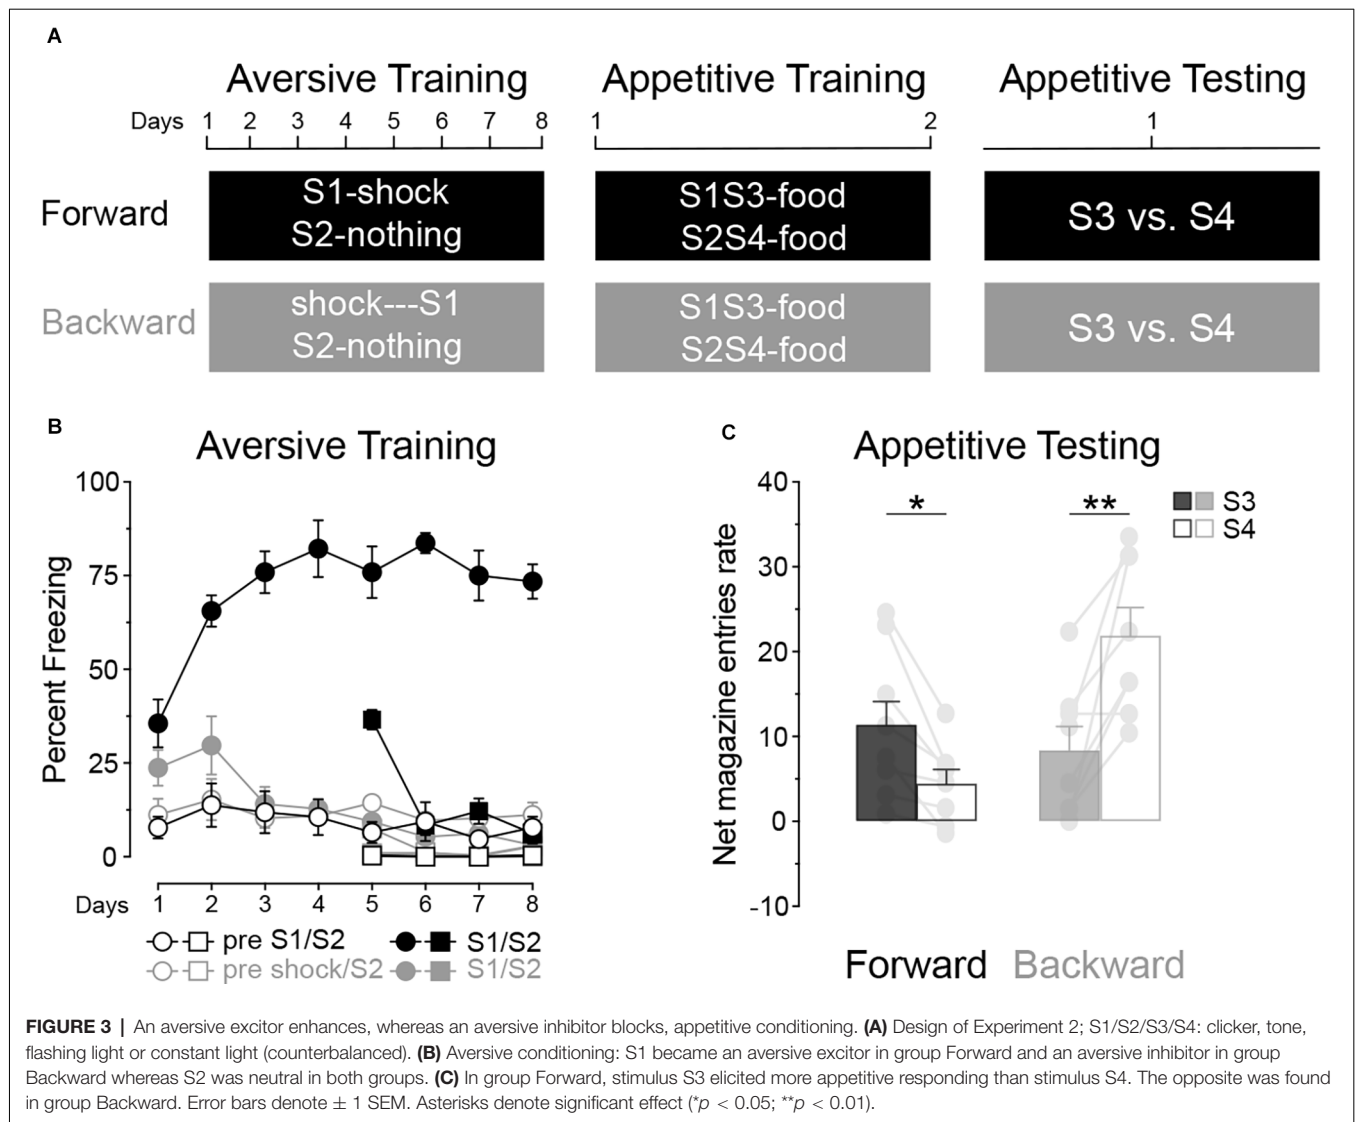 A
Aversive Training
Appetitive Training
Appetitive Testing
Days 1 2 3 4 5 6 7 8
1 2
1
Forward
S1-shock
S2-nothing
S1S3-food
S2S4-food
S3 vs. S4
Backward
shock---S1
S2-nothing
S1S3-food
S2S4-food
S3 vs. S4
B
Aversive Training
Percent Freezing
100
75
50
25
0
Days 1 2 3 4 5 6 7 8
pre S1/S2 S1/S2
pre shock/S2 S1/S2
C
Appetitive Testing
Net magazine entries rate
40
30
20
10
0
-10
* **
S3
S4
Forward Backward
FIGURE 3 | An aversive excitor enhances, whereas an aversive inhibitor blocks, appetitive conditioning. (A) Design of Experiment 2; S1/S2/S3/S4: clicker, tone,
flashing light or constant light (counterbalanced). (B) Aversive conditioning: S1 became an aversive excitor in group Forward and an aversive inhibitor in group
Backward whereas S2 was neutral in both groups. (C) In group Forward, stimulus S3 elicited more appetitive responding than stimulus S4. The opposite was found
in group Backward. Error bars denote ± 1 SEM. Asterisks denote significant effect (*p < 0.05; **p < 0.01).